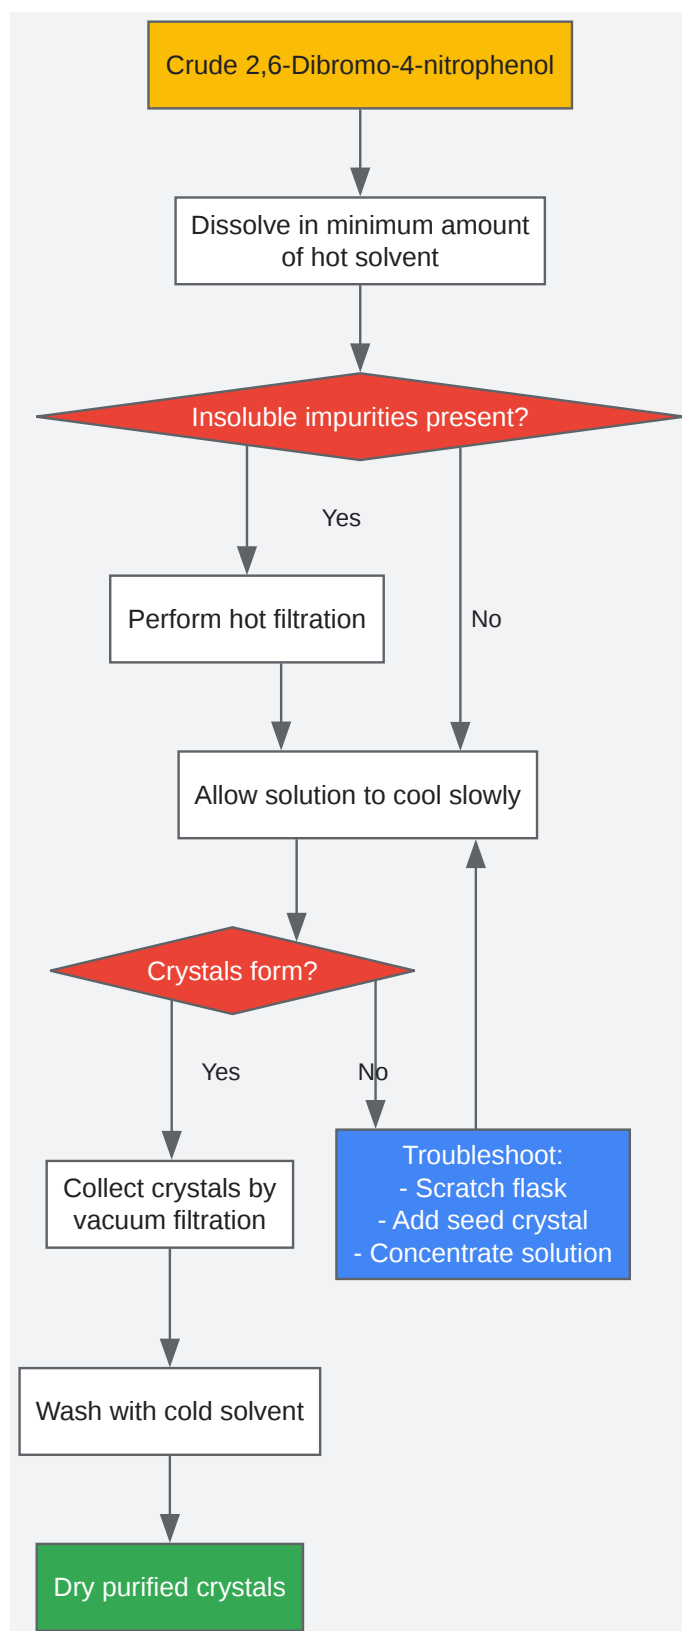 Crude 2,6-Dibromo-4-nitrophenol
Dissolve in minimum amount
of hot solvent
Insoluble impurities present?
Yes
Perform hot filtration
No
Allow solution to cool slowly
Crystals form?
Yes
No
Troubleshoot:
- Scratch flask
- Add seed crystal
- Concentrate solution
Collect crystals by
vacuum filtration
Wash with cold solvent
Dry purified crystals